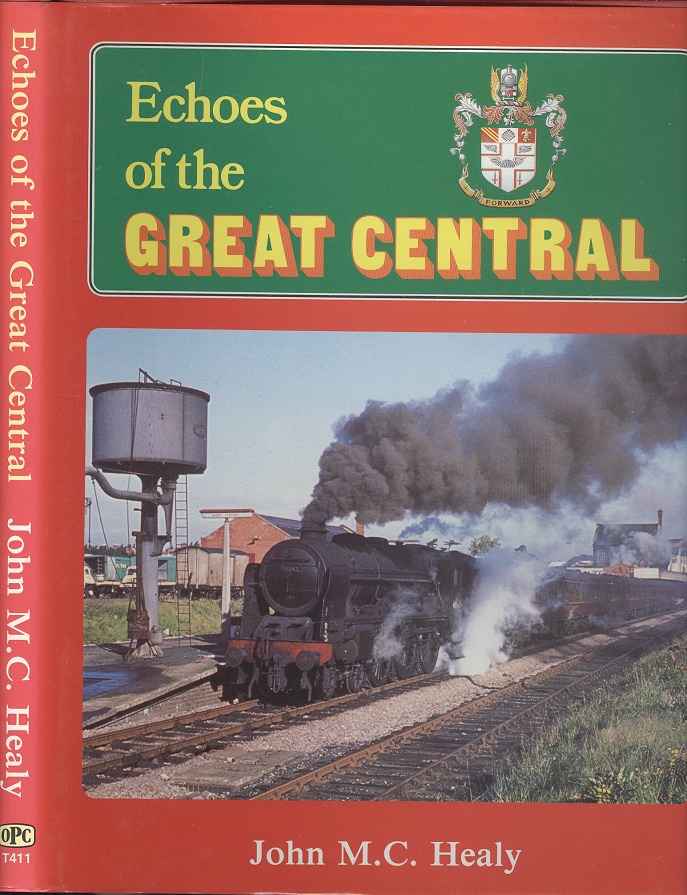 Echoes of the Great Central John M.C. Healy
OPC
T411
Echoes
of the
GREAT CENTRAL
FORWARD
John M.C. Healy